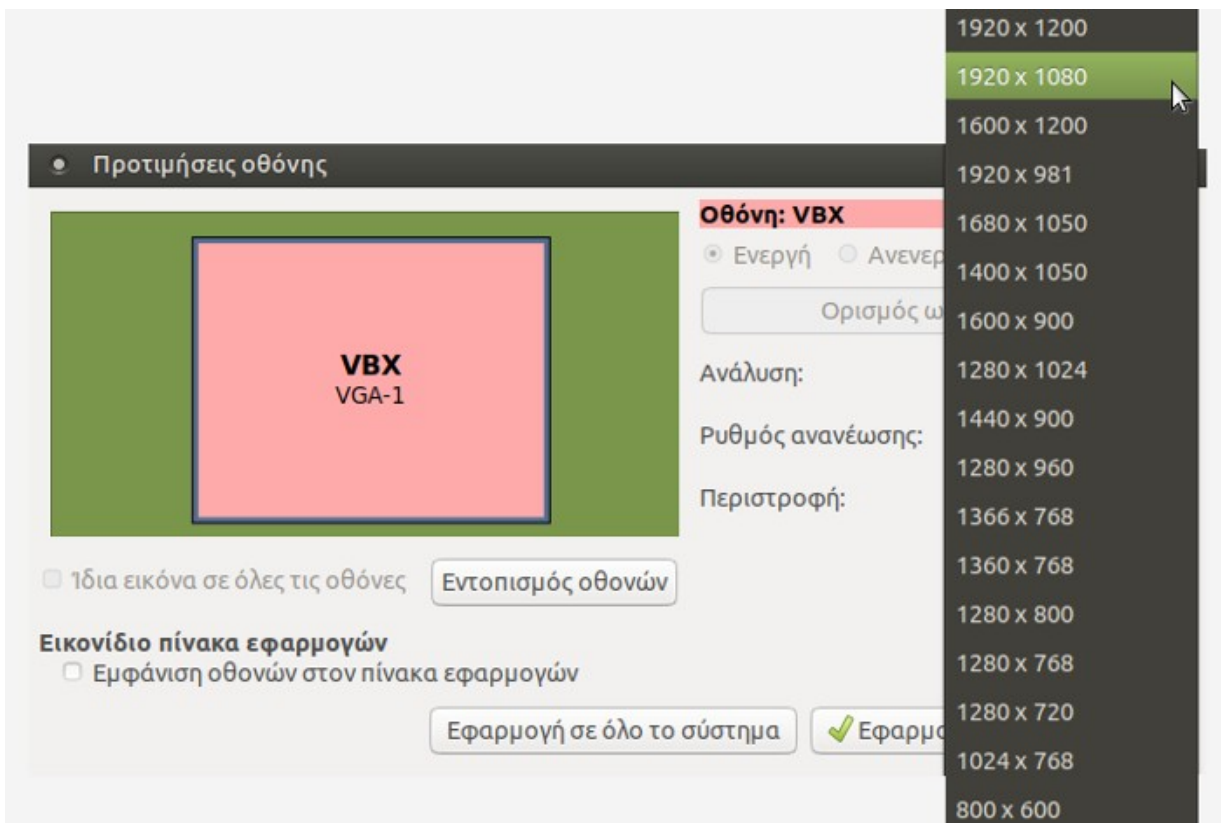 Προτιμήσεις οθόνης
VBX
VGA-1
Ίδια εικόνα σε όλες τις οθόνες
Εντοπισμός οθονών
Εικονίδιο πίνακα εφαρμογών
Εμφάνιση οθονών στον πίνακα εφαρμογών
Εφαρμογή σε όλο το σύστημα
Οθόνη: VBX
Ενεργή
Ορισμός
Ανάλυση:
Ρυθμός ανανέωσης:
Περιστροφή:
1920 x 1200
1920 x 1080
1600 x 1200
1920 x 981
1680 x 1050
1400 x 1050
1600 x 900
1280 x 1024
1440 x 900
1280 x 960
1366 x 768
1360 x 768
1280 x 800
1280 x 768
1280 x 720
1024 x 768
800 x 600